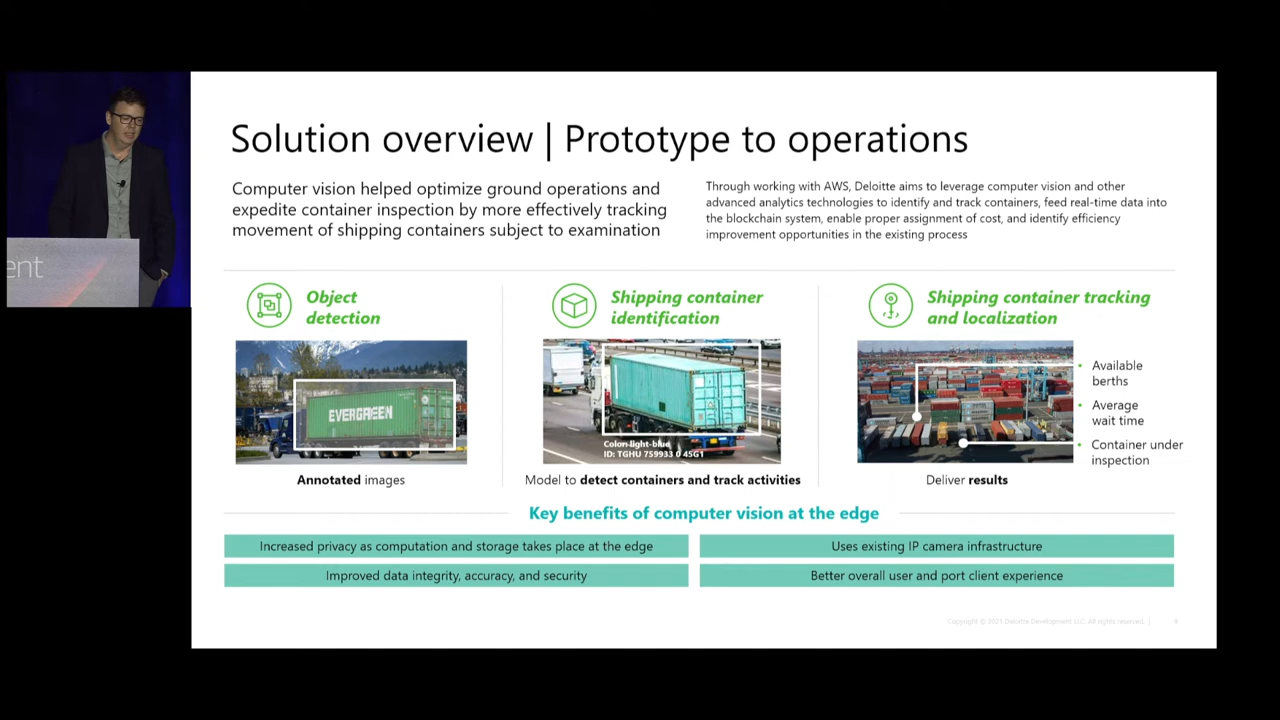 ent
Solution overview | Prototype to operations
Computer vision helped optimize ground operations and
expedite container inspection by more effectively tracking
movement of shipping containers subject to examination
Through working with AWS, Deloitte aims to leverage computer vision and other
advanced analytics technologies to identify and track containers, feed real-time data into
the blockchain system, enable proper assignment of cost, and identify efficiency
improvement opportunities in the existing process
Object
detection
EVERGREEN
Annotated images
Shipping container
identification
Color: light-blue
ID: TGHU 759933 0 45G1
Model to detect containers and track activities
Shipping container tracking
and localization
• Available
berths
• Average
wait time
• Container under
inspection
Deliver results
Key benefits of computer vision at the edge
Increased privacy as computation and storage takes place at the edge
Uses existing IP camera infrastructure
Improved data integrity, accuracy, and security
Better overall user and port client experience
Copyright © 2021 Deloitte Development LLC. All rights reserved. |
9